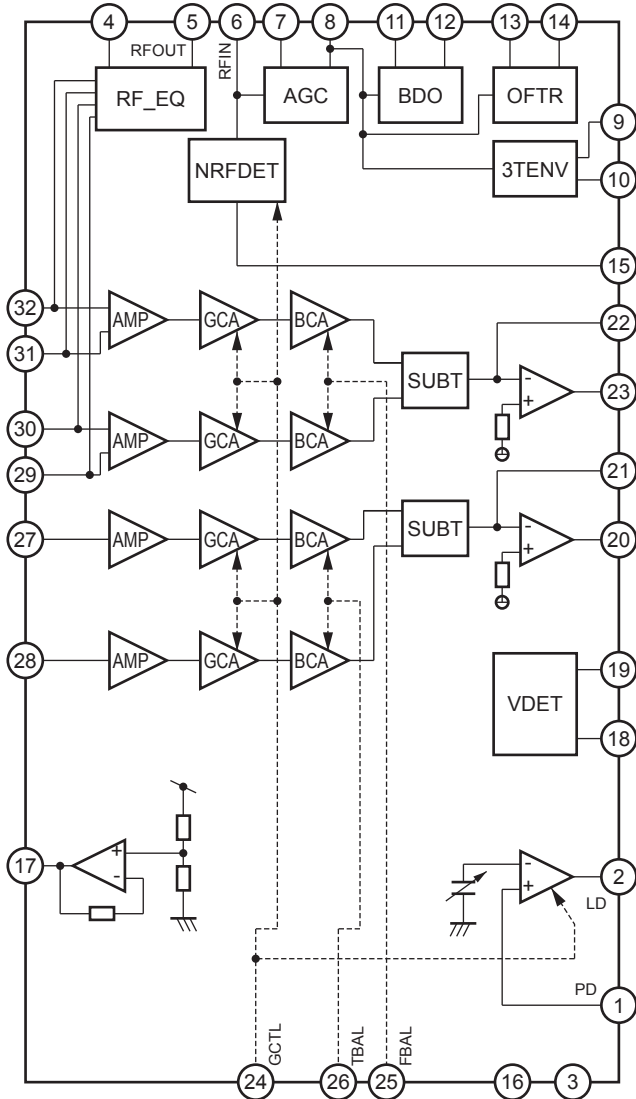 4 5 6 7 8 11 12 13 14
RFOUT
RFIN
RF_EQ AGC BDO OFTR
9
NRFDET 3TENV
10
15
32 AMP GCA BCA 22
31 SUBT - 23
+
30 AMP GCA BCA
29 21
27 AMP GCA BCA SUBT - 20
+
28 AMP GCA BCA
19
VDET
18
17 + - 2
- + LD
PD 1
GCTL TBAL FBAL
24 26 25 16 3